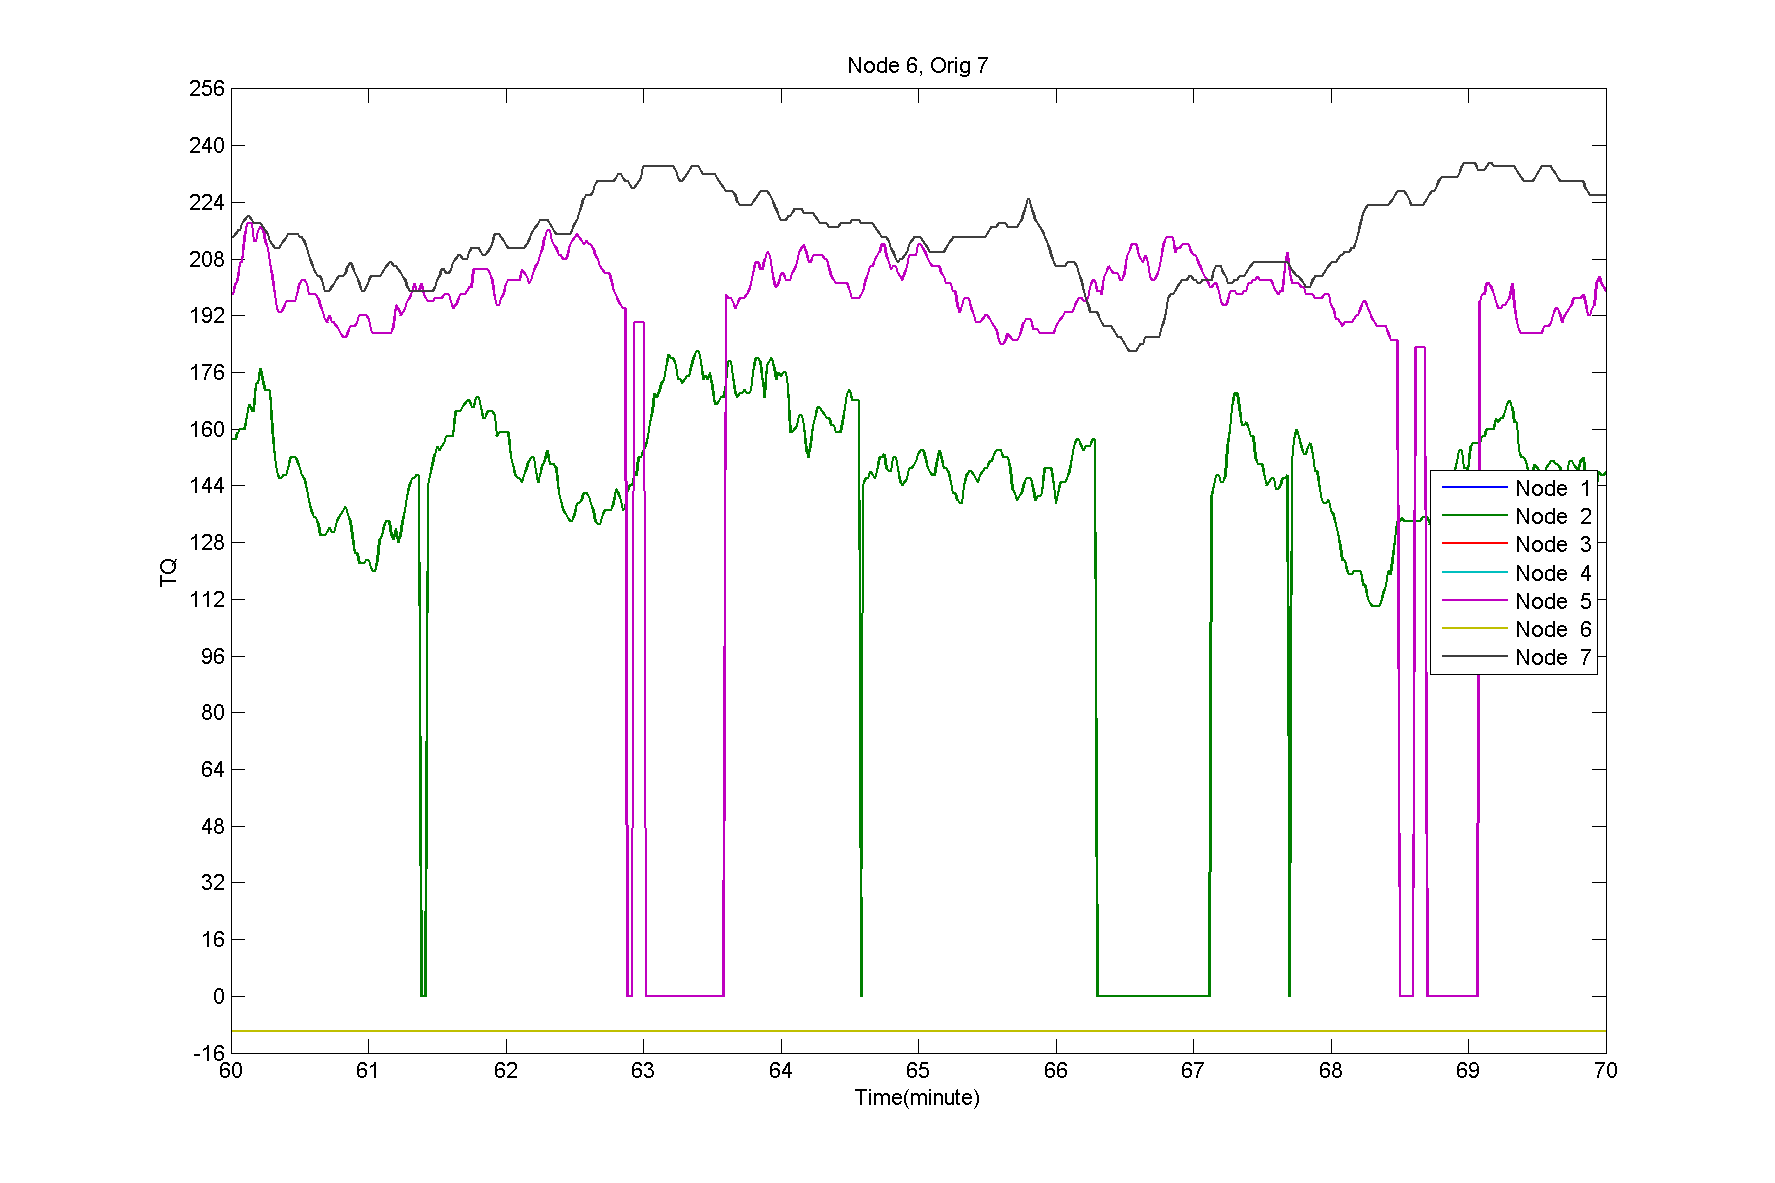 Node 6, Orig 7
256
240
224
208
192
176
160
144
128
112
96
80
64
48
32
16
0
-16
TQ
Node 1
Node 2
Node 3
Node 4
Node 5
Node 6
Node 7
60 61 62 63 64 65 66 67 68 69 70
Time(minute)